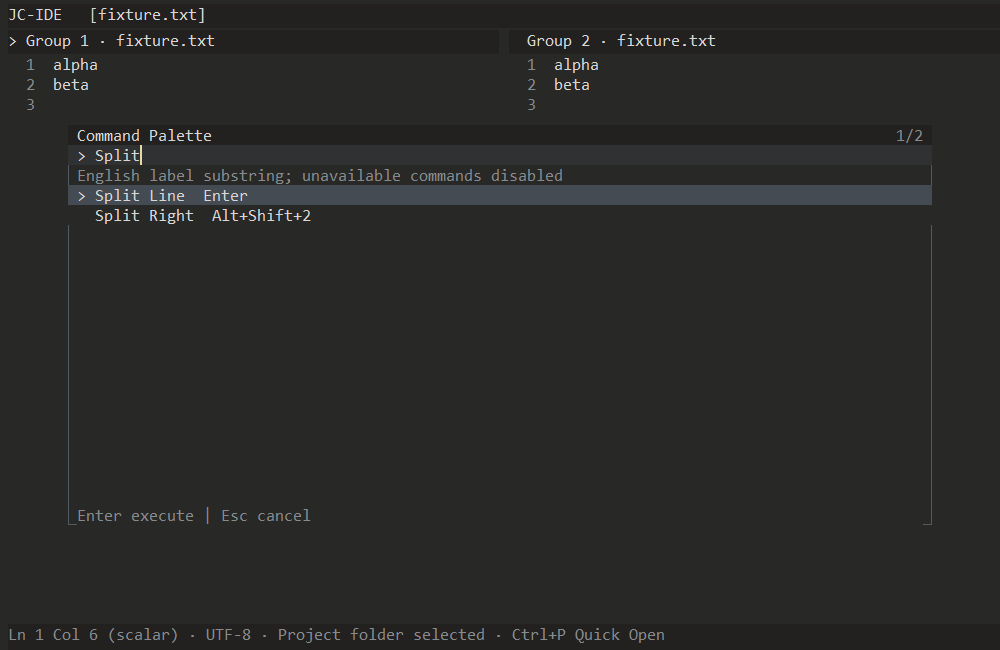 JC-IDE   [fixture.txt]
> Group 1 · fixture.txt
1  alpha
2  beta
3
Group 2 · fixture.txt
1  alpha
2  beta
3
Command Palette 1/2
> Split
English label substring; unavailable commands disabled
> Split Line  Enter
Split Right  Alt+Shift+2
Enter execute | Esc cancel
Ln 1 Col 6 (scalar) · UTF-8 · Project folder selected · Ctrl+P Quick Open